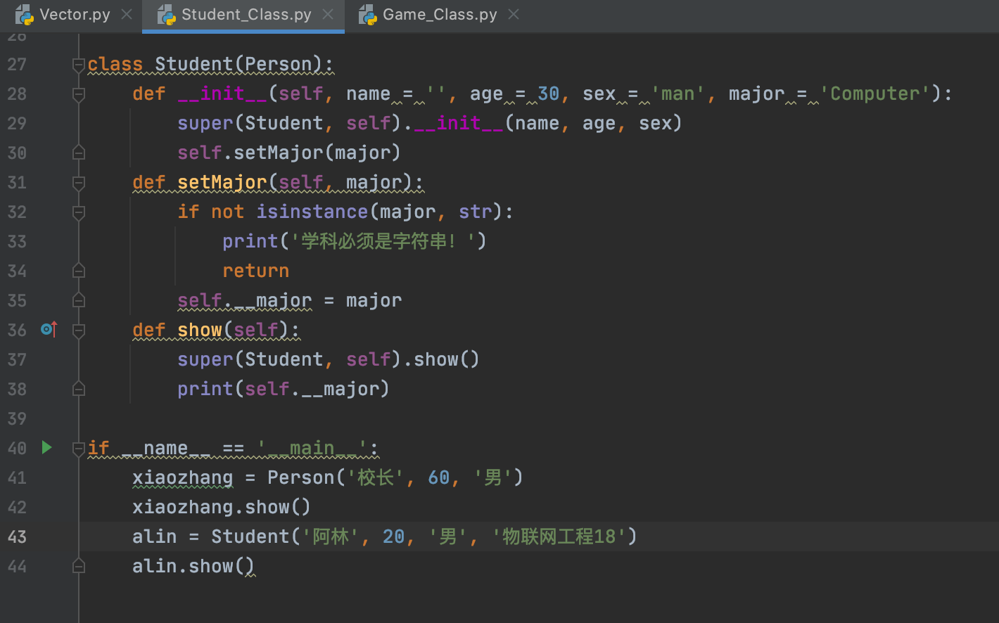 Vector.py Student_Class.py Game_Class.py
26
27 class Student(Person):
28 def __init__(self, name = '', age = 30, sex = 'man', major = 'Computer'):
29 super(Student, self).__init__(name, age, sex)
30 self.setMajor(major)
31 def setMajor(self, major):
32 if not isinstance(major, str):
33 print('学科必须是字符串！')
34 return
35 self.__major = major
36 def show(self):
37 super(Student, self).show()
38 print(self.__major)
39
40 if __name__ == '__main__':
41 xiaozhang = Person('校长', 60, '男')
42 xiaozhang.show()
43 alin = Student('阿林', 20, '男', '物联网工程18')
44 alin.show()